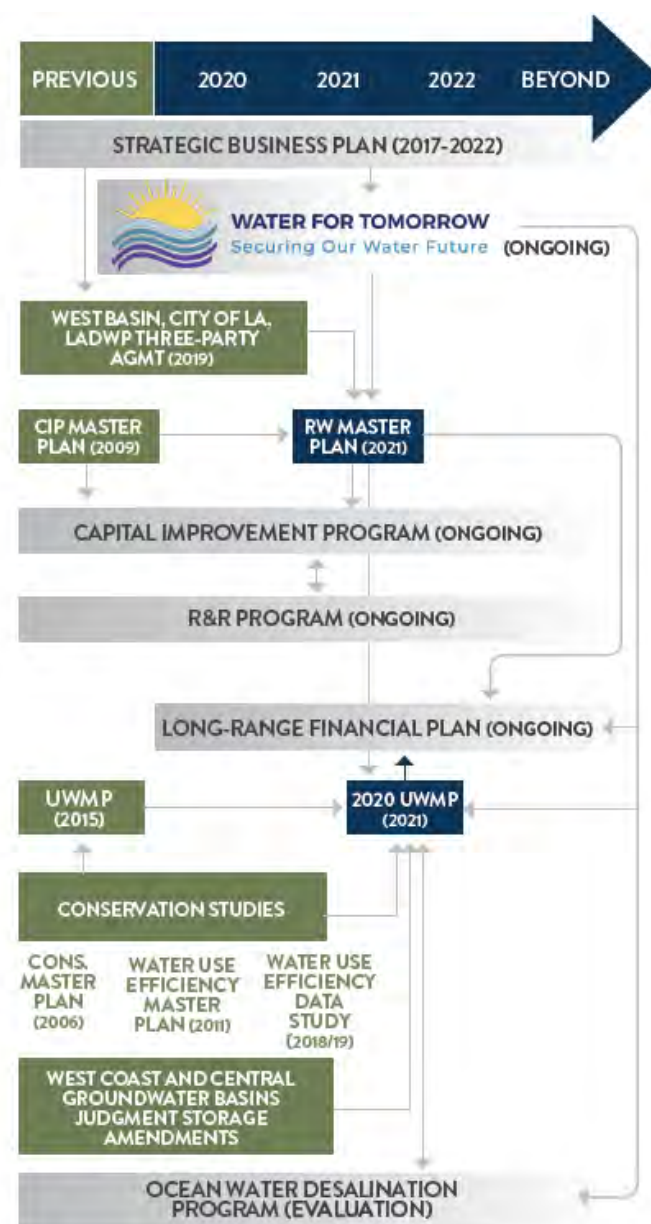 PREVIOUS 2020 2021 2022 BEYOND
STRATEGIC BUSINESS PLAN (2017-2022)
WATER FOR TOMORROW
Securing Our Water Future (ONGOING)
WEST BASIN, CITY OF LA,
LADWP THREE-PARTY
AGMT (2019)
CIP MASTER
PLAN (2009)
RW MASTER
PLAN (2021)
CAPITAL IMPROVEMENT PROGRAM (ONGOING)
R&R PROGRAM (ONGOING)
LONG-RANGE FINANCIAL PLAN (ONGOING)
UWMP
(2015)
2020 UWMP
(2021)
CONSERVATION STUDIES
CONS.
MASTER
PLAN
(2006)
WATER USE
EFFICIENCY
MASTER
PLAN (2011)
WATER USE
EFFICIENCY
DATA
STUDY
(2018/19)
WEST COAST AND CENTRAL
GROUNDWATER BASINS
JUDGMENT STORAGE
AMENDMENTS
OCEAN WATER DESALINATION
PROGRAM (EVALUATION)